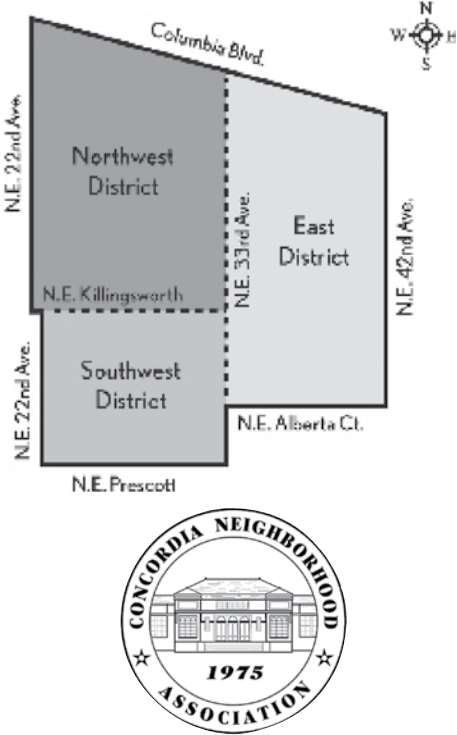 N
W E
S
Columbia Blvd.
N.E. 22nd Ave.
Northwest
District
N.E. 33rd Ave.
East
District
N.E. 42nd Ave.
N.E. Killingsworth
N.E. 22nd Ave.
Southwest
District
N.E. Alberta Ct.
N.E. Prescott
CONCORDIA NEIGHBORHOOD
1975
ASSOCIATION